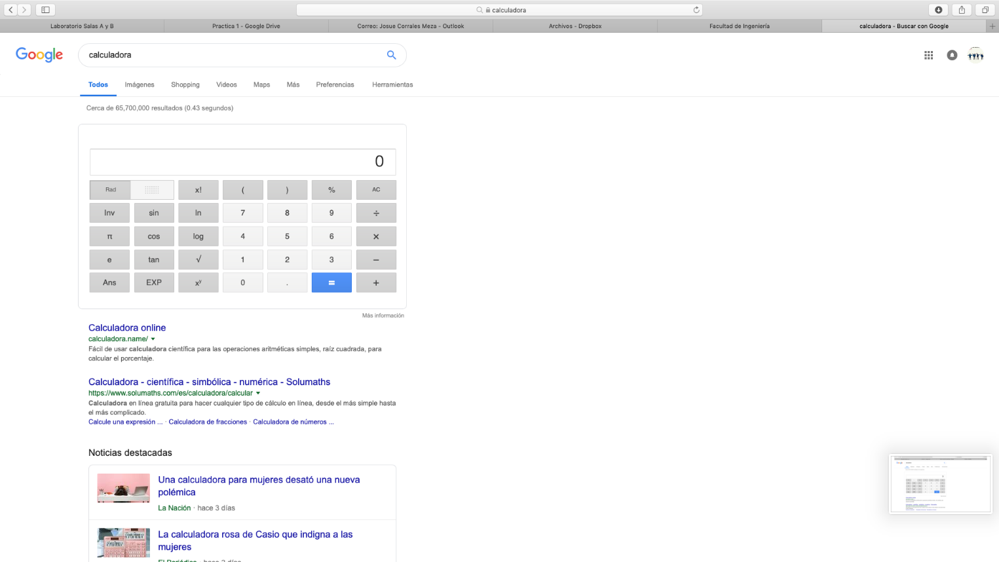 calculadora
Laboratorio Salas A y B
Practica 1 - Google Drive
Correo: Josue Corrales Meza - Outlook
Archivos - Dropbox
Facultad de Ingeniería
calculadora - Buscar con Google
Google
calculadora
Todos Imágenes Shopping Videos Maps Más Preferencias Herramientas
Cerca de 65,700,000 resultados (0.43 segundos)
0
Rad x! ( ) % AC
Inv sin ln 7 8 9 ÷
π cos log 4 5 6 ×
e tan √ 1 2 3 −
Ans EXP xʸ 0 . = +
Más información
Calculadora online
calculadora.name/
Fácil de usar calculadora científica para las operaciones aritméticas simples, raíz cuadrada, para
calcular el porcentaje.
Calculadora - científica - simbólica - numérica - Solumaths
https://www.solumaths.com/es/calculadora/calcular
Calculadora en línea gratuita para hacer cualquier tipo de cálculo en línea, desde el más simple hasta
el más complicado.
Calcule una expresión ... · Calculadora de fracciones · Calculadora de números ...
Noticias destacadas
Una calculadora para mujeres desató una nueva
polémica
La Nación · hace 3 días
La calculadora rosa de Casio que indigna a las
mujeres
El Periódico · hace 3 días